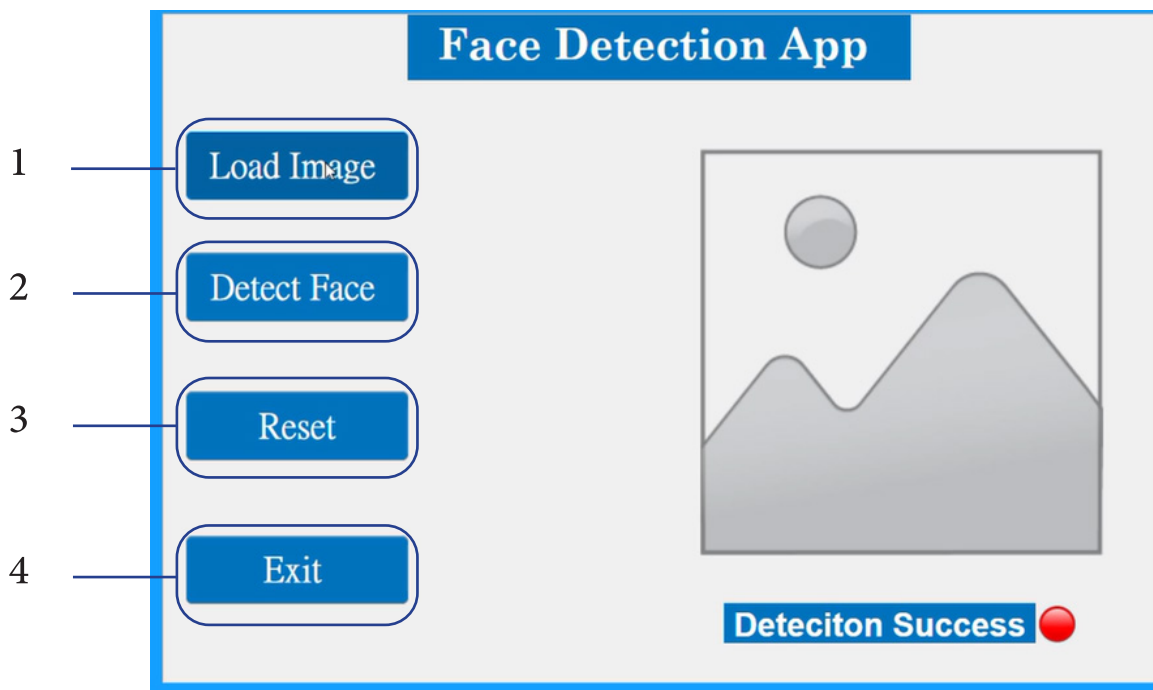 Face Detection App
1
Load Image
2
Detect Face
3
Reset
4
Exit
Deteciton Success